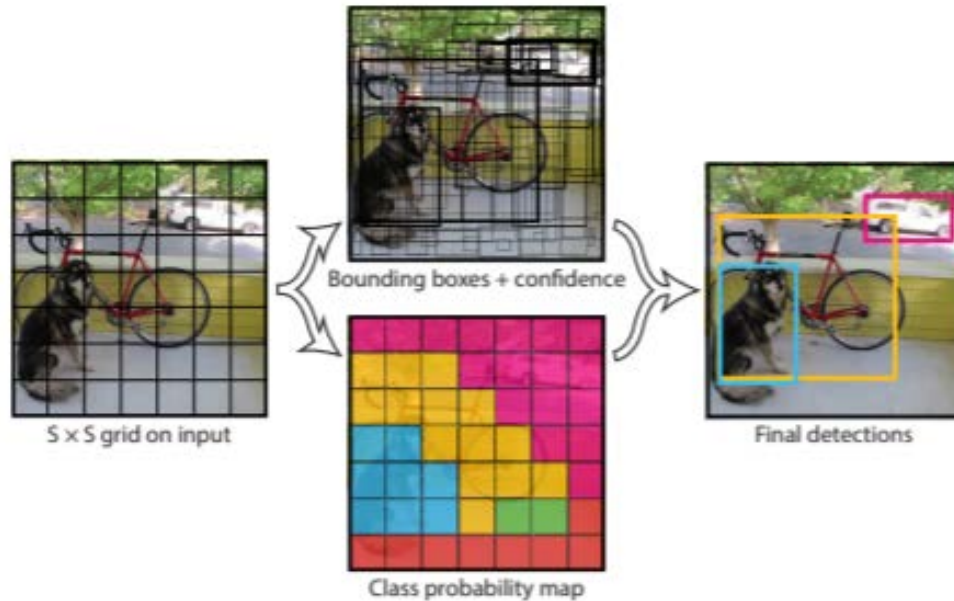 Bounding boxes + confidence
S × S grid on input
Final detections
Class probability map